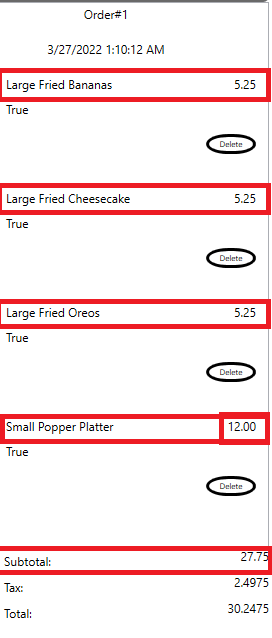 Order#1
3/27/2022 1:10:12 AM
Large Fried Bananas 5.25
True
Delete
Large Fried Cheesecake 5.25
True
Delete
Large Fried Oreos 5.25
True
Delete
Small Popper Platter 12.00
True
Delete
Subtotal: 27.75
Tax: 2.4975
Total: 30.2475